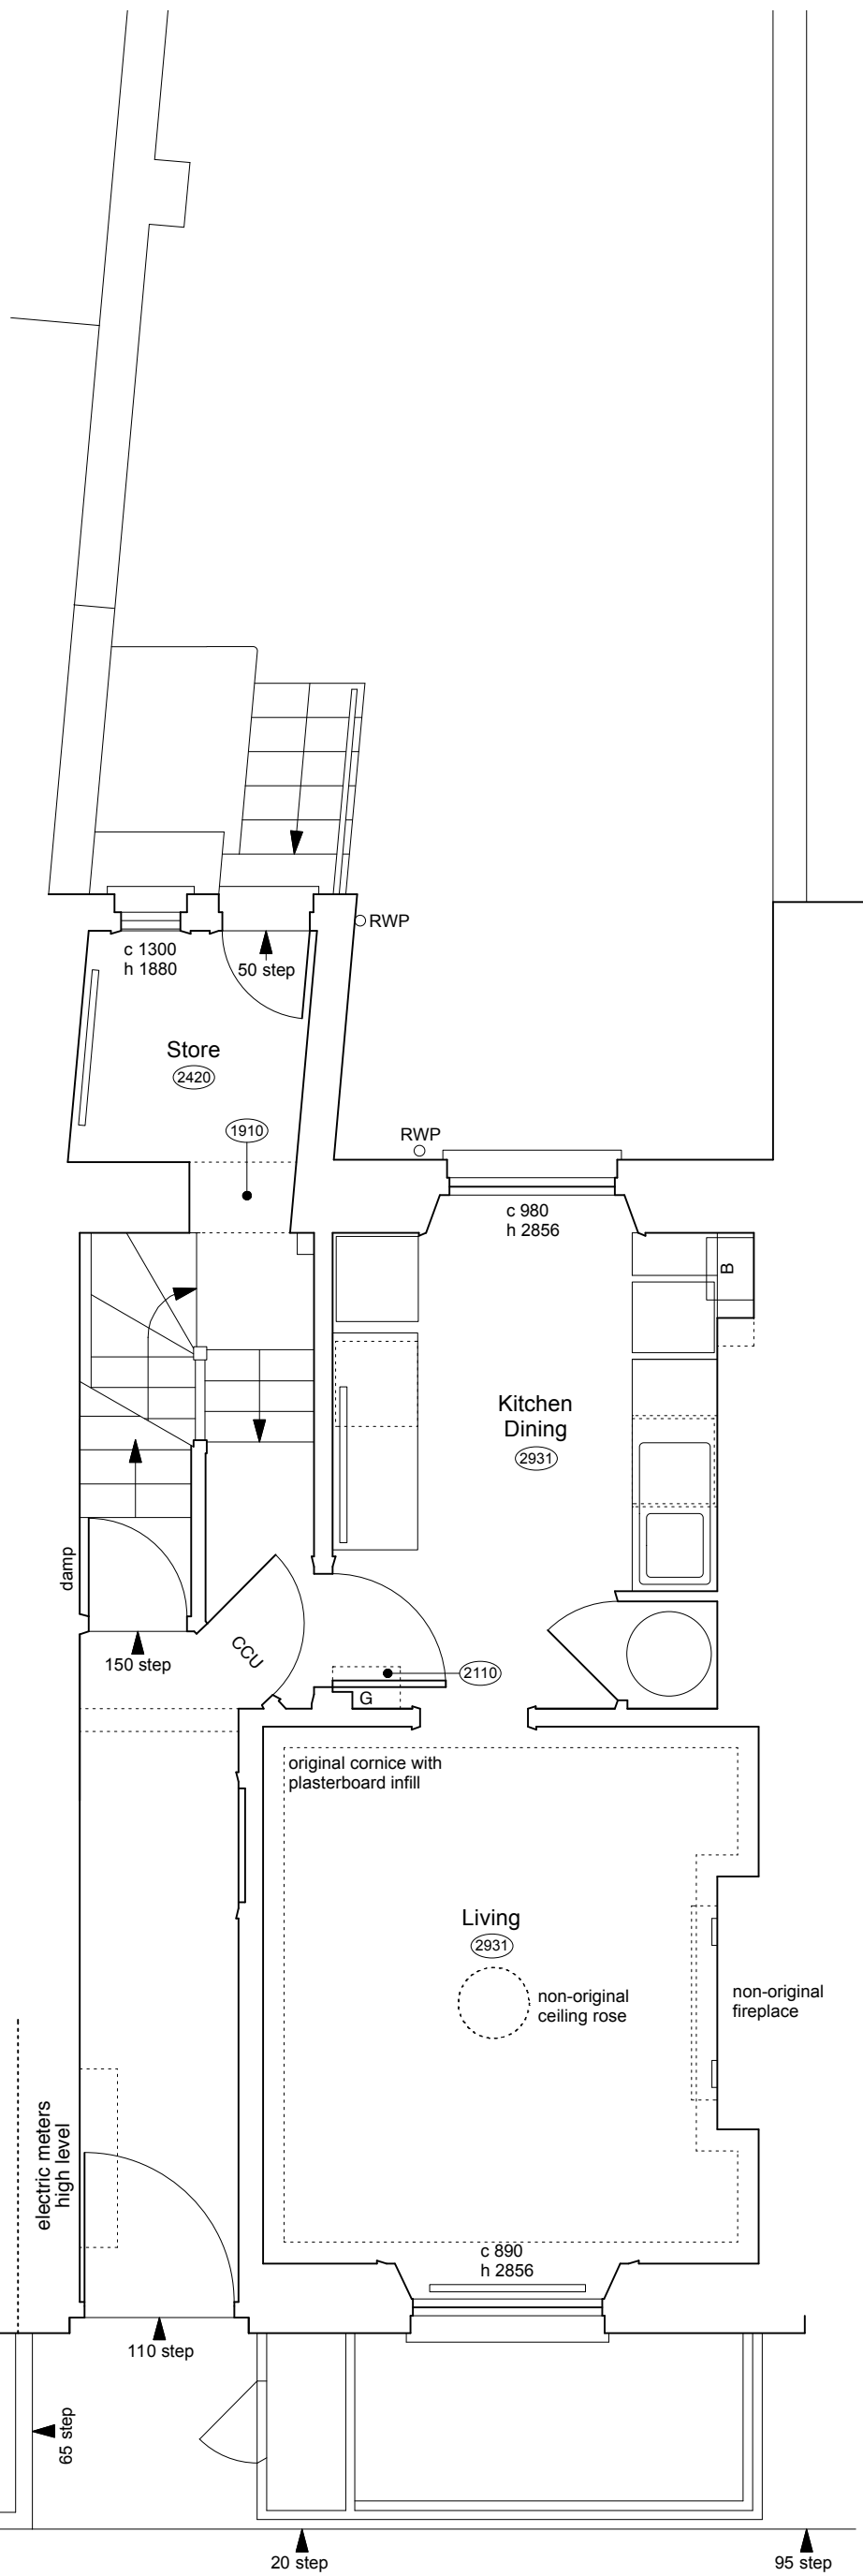 RWP
c 1300
h 1880
50 step
Store
2420
1910
RWP
c 980
h 2856
B
Kitchen
Dining
2931
damp
CCU
150 step
2110
G
original cornice with
plasterboard infill
Living
2931
non-original
ceiling rose
non-original
fireplace
electric meters
high level
c 890
h 2856
110 step
65 step
20 step
95 step